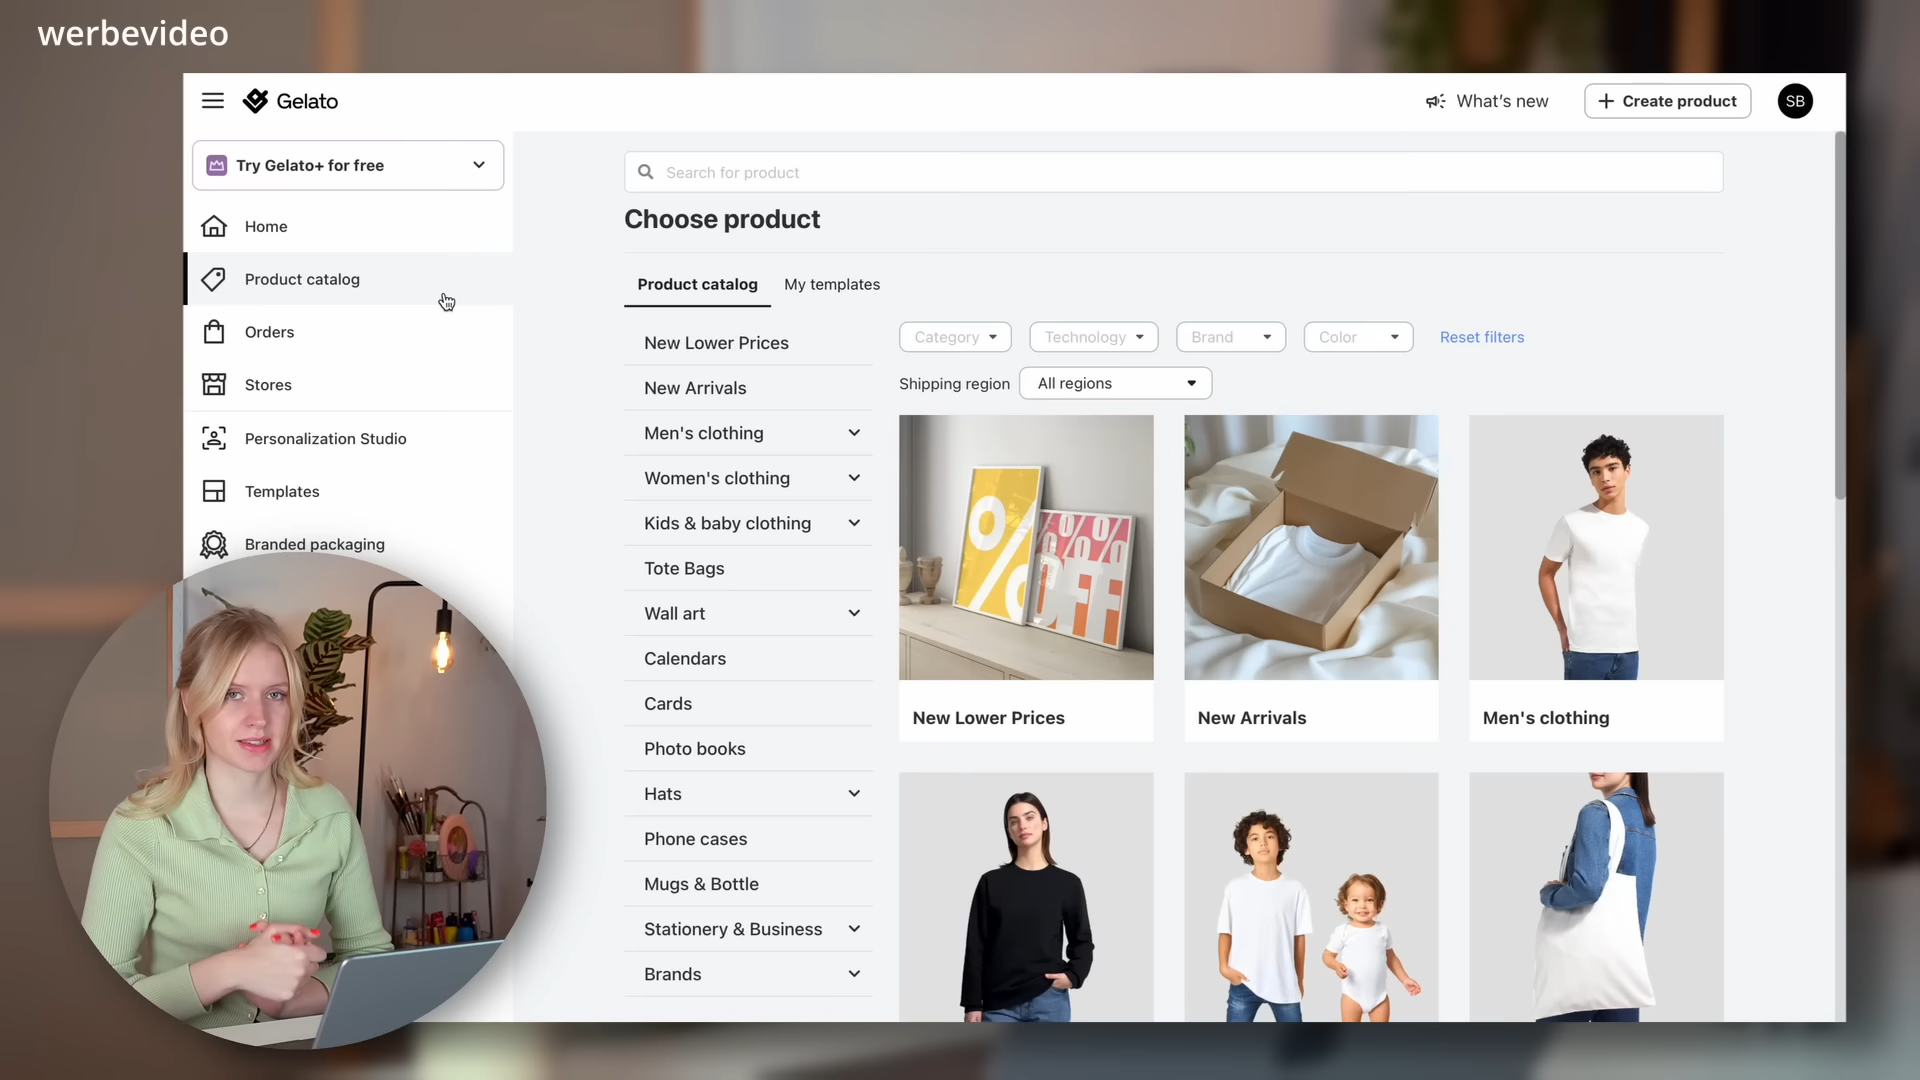 werbevideo
Gelato
What's new
Create product
SB
Try Gelato+ for free
Home
Product catalog
Orders
Stores
Personalization Studio
Templates
Branded packaging
Search for product
Choose product
Product catalog
My templates
New Lower Prices
New Arrivals
Men's clothing
Women's clothing
Kids & baby clothing
Tote Bags
Wall art
Calendars
Cards
Photo books
Hats
Phone cases
Mugs & Bottle
Stationery & Business
Brands
Category
Technology
Brand
Color
Reset filters
Shipping region
All regions
%
%%%
OFF
New Lower Prices
New Arrivals
Men's clothing